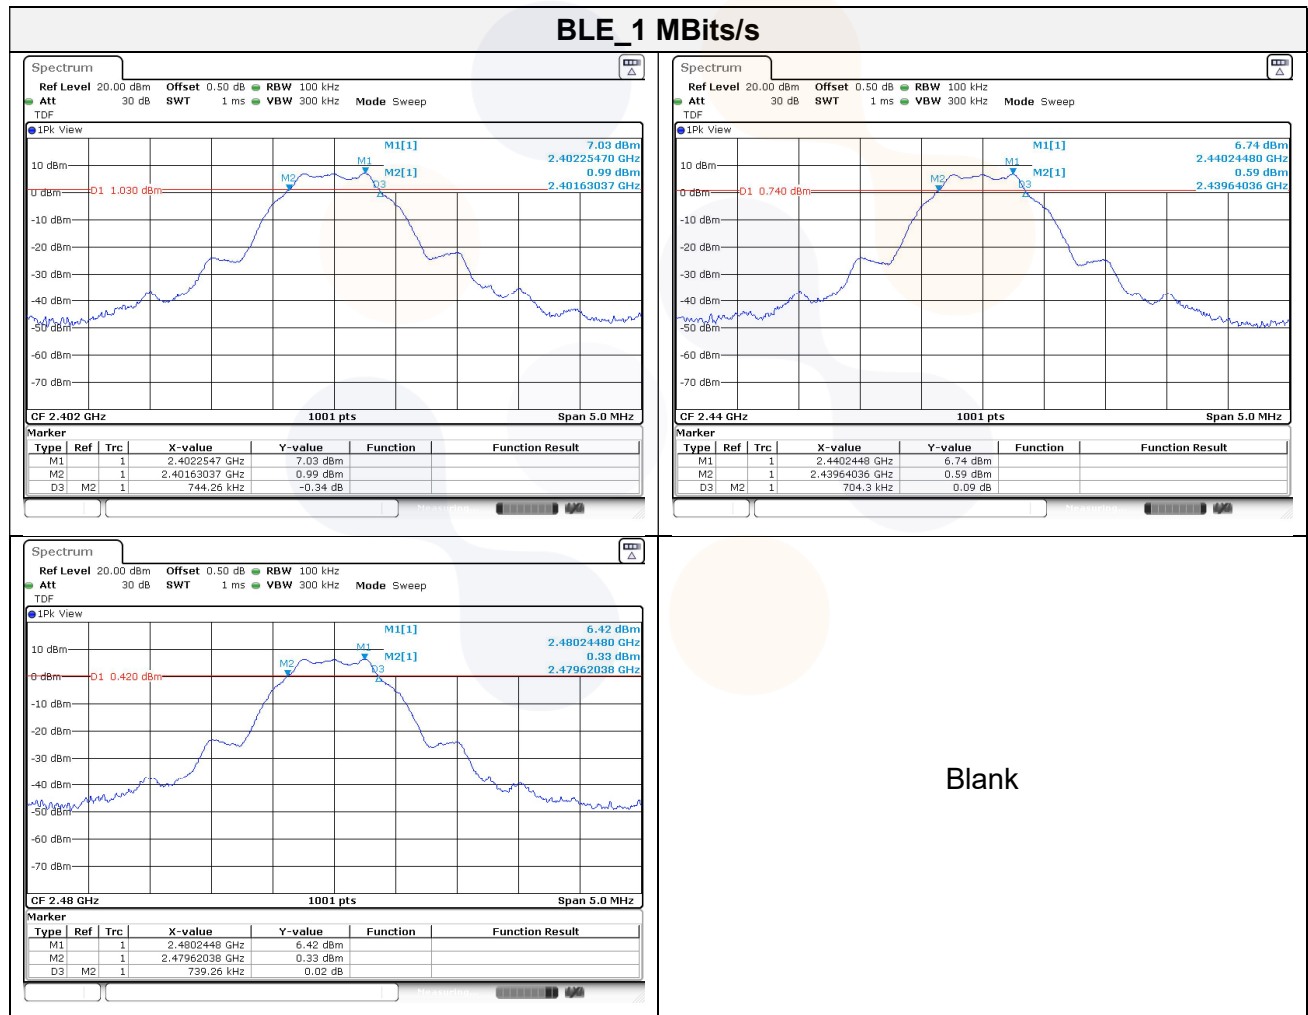 BLE_1 MBits/s
Spectrum
Ref Level 20.00 dBm Offset 0.50 dB RBW 100 kHz
Att 30 dB SWT 1 ms VBW 300 kHz Mode Sweep
TDF
1Pk View
M1[1] 7.03 dBm
2.40225470 GHz
M2[1] 0.99 dBm
2.40163037 GHz
10 dBm
M1
M2
D3
0 dBm
D1 1.030 dBm
-10 dBm
-20 dBm
-30 dBm
-40 dBm
-50 dBm
-60 dBm
-70 dBm
CF 2.402 GHz 1001 pts Span 5.0 MHz
Marker
Type Ref Trc X-value Y-value Function Function Result
M1 1 2.4022547 GHz 7.03 dBm
M2 1 2.40163037 GHz 0.99 dBm
D3 M2 1 744.26 kHz -0.34 dB
Measuring...
Spectrum
Ref Level 20.00 dBm Offset 0.50 dB RBW 100 kHz
Att 30 dB SWT 1 ms VBW 300 kHz Mode Sweep
TDF
1Pk View
M1[1] 6.74 dBm
2.44024480 GHz
M2[1] 0.59 dBm
2.43964036 GHz
10 dBm
M1
M2
D3
0 dBm
D1 0.740 dBm
-10 dBm
-20 dBm
-30 dBm
-40 dBm
-50 dBm
-60 dBm
-70 dBm
CF 2.44 GHz 1001 pts Span 5.0 MHz
Marker
Type Ref Trc X-value Y-value Function Function Result
M1 1 2.4402448 GHz 6.74 dBm
M2 1 2.43964036 GHz 0.59 dBm
D3 M2 1 704.3 kHz 0.09 dB
Measuring...
Spectrum
Ref Level 20.00 dBm Offset 0.50 dB RBW 100 kHz
Att 30 dB SWT 1 ms VBW 300 kHz Mode Sweep
TDF
1Pk View
M1[1] 6.42 dBm
2.48024480 GHz
M2[1] 0.33 dBm
2.47962038 GHz
10 dBm
M1
M2
D3
0 dBm
D1 0.420 dBm
-10 dBm
-20 dBm
-30 dBm
-40 dBm
-50 dBm
-60 dBm
-70 dBm
CF 2.48 GHz 1001 pts Span 5.0 MHz
Marker
Type Ref Trc X-value Y-value Function Function Result
M1 1 2.4802448 GHz 6.42 dBm
M2 1 2.47962038 GHz 0.33 dBm
D3 M2 1 739.26 kHz 0.02 dB
Measuring...
Blank